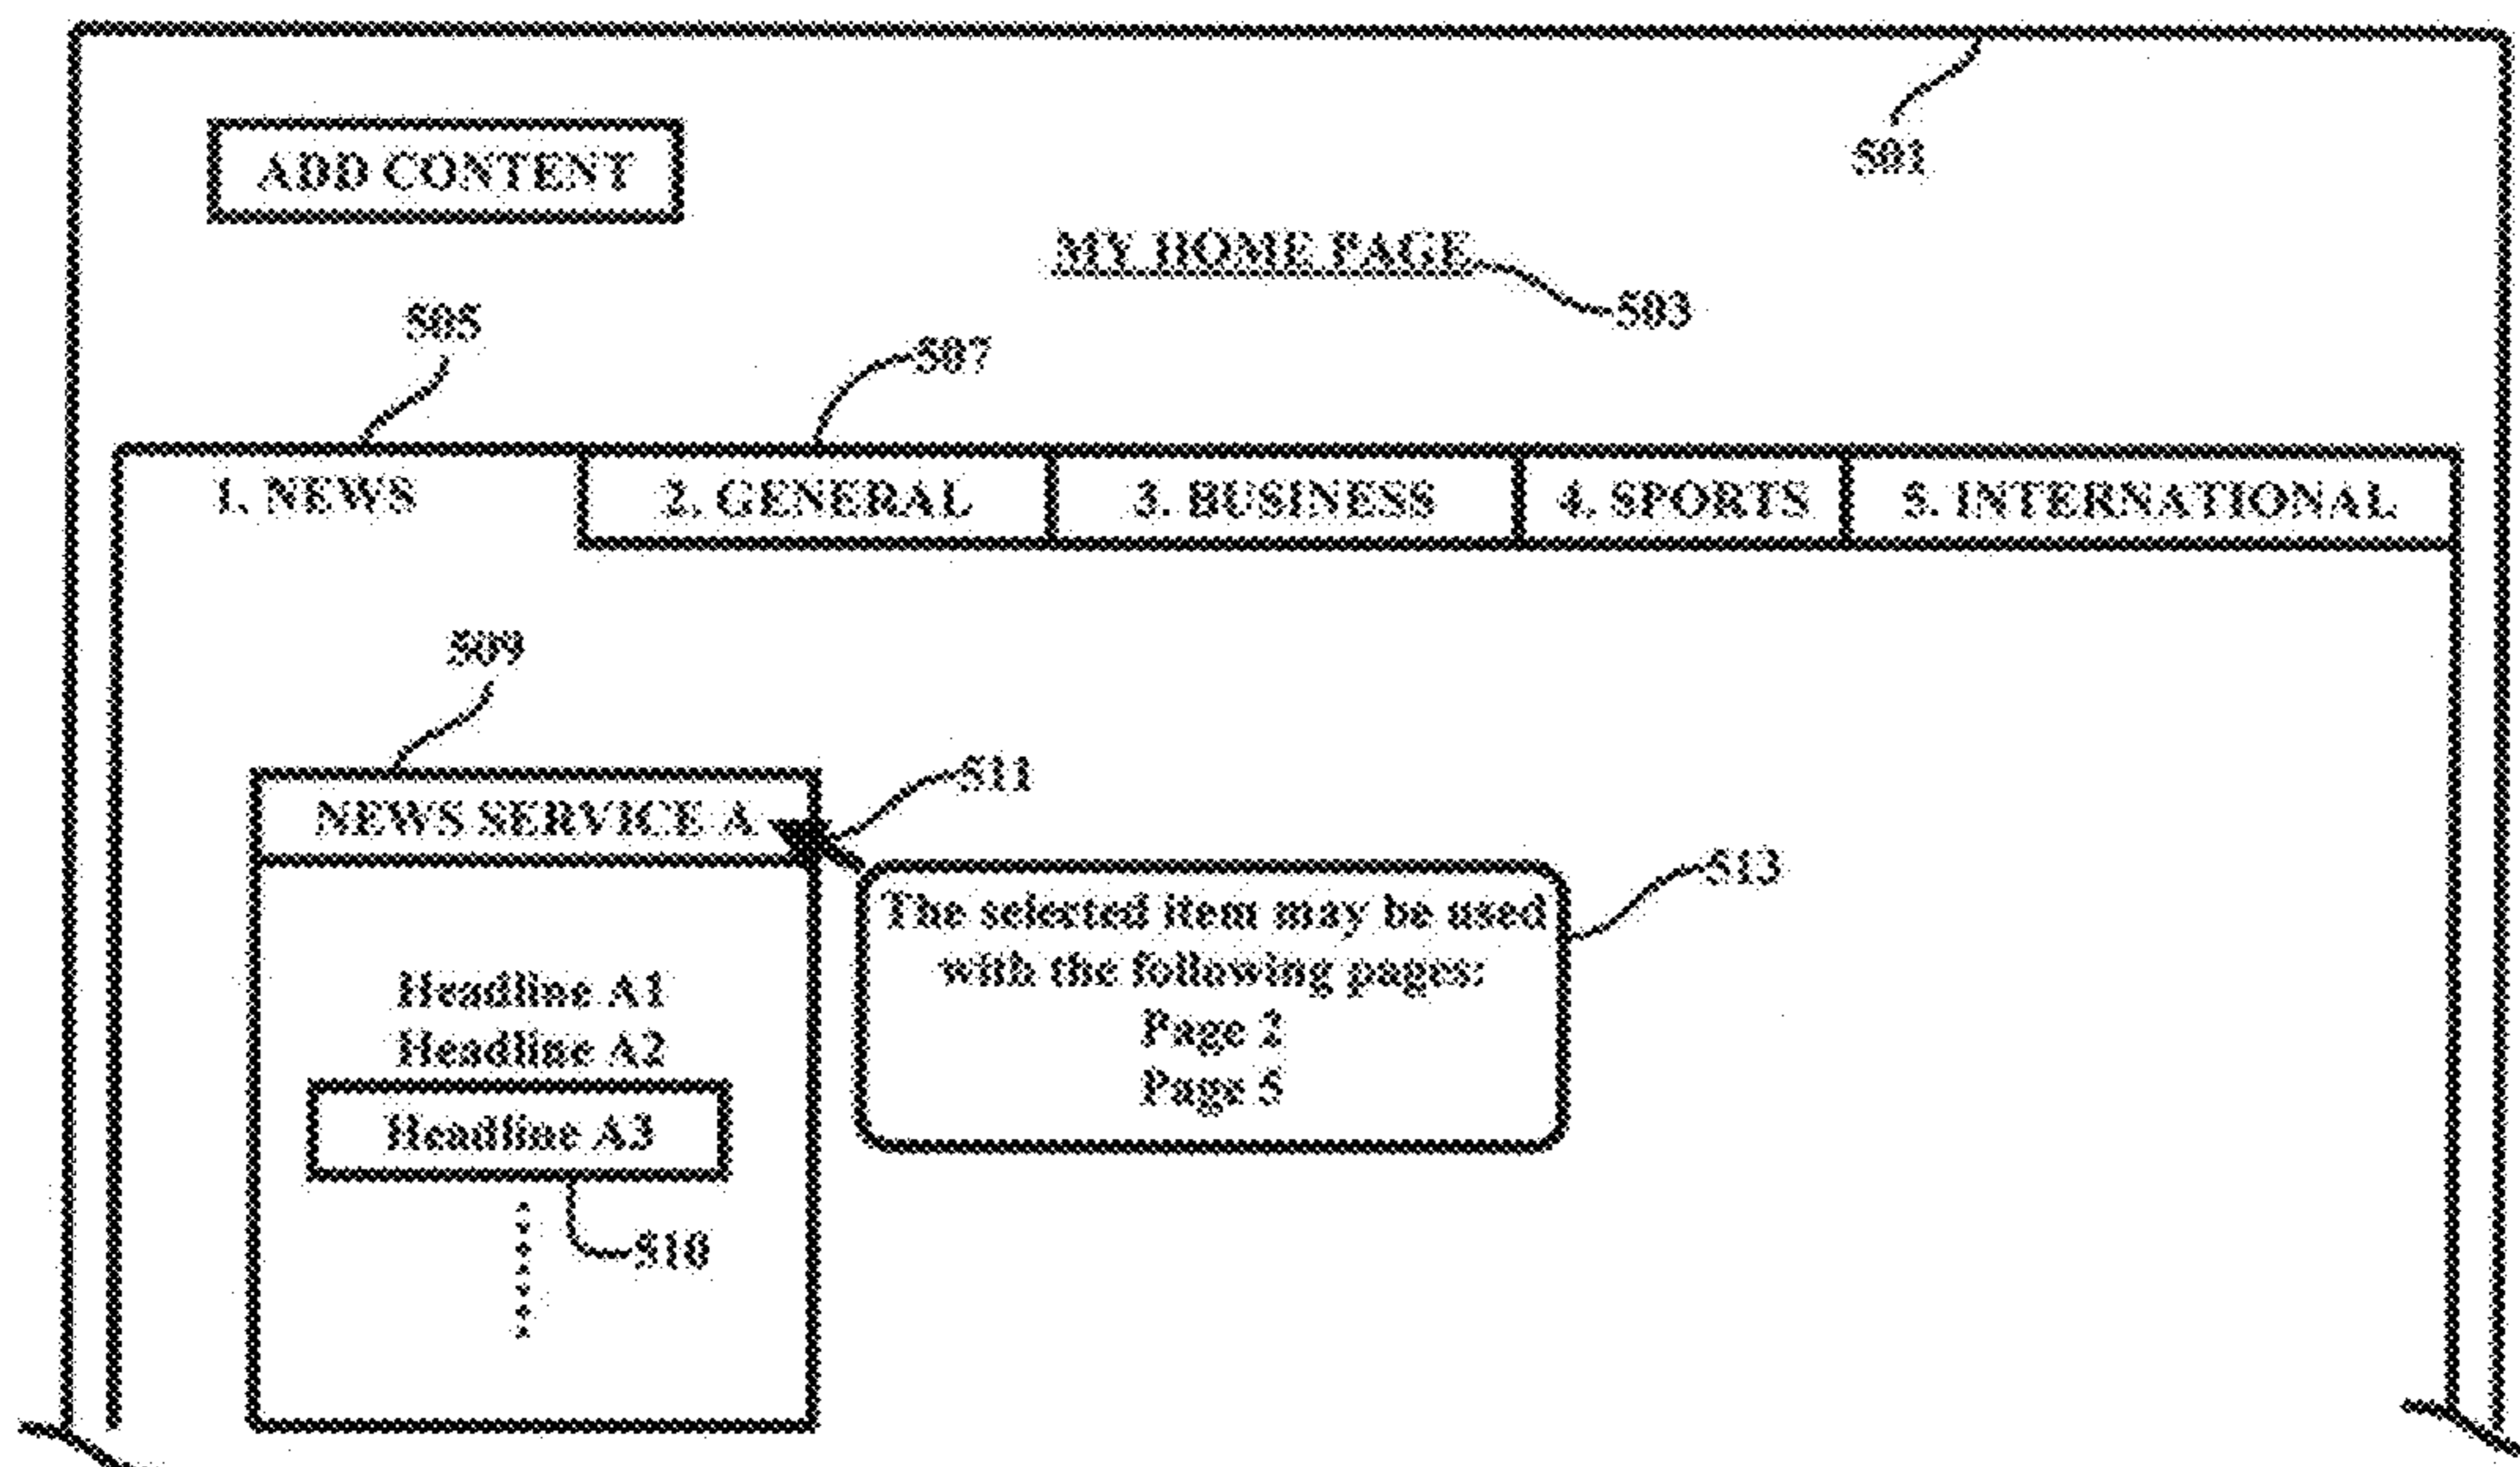 ADD CONTENT
501
MY HOME PAGE
503
505
507
1. NEWS 2. GENERAL 3. BUSINESS 4. SPORTS 5. INTERNATIONAL
509
511
NEWS SERVICE A
513
The selected item may be used
with the following pages:
Page 2
Page 5
Headline A1
Headline A2
Headline A3
510